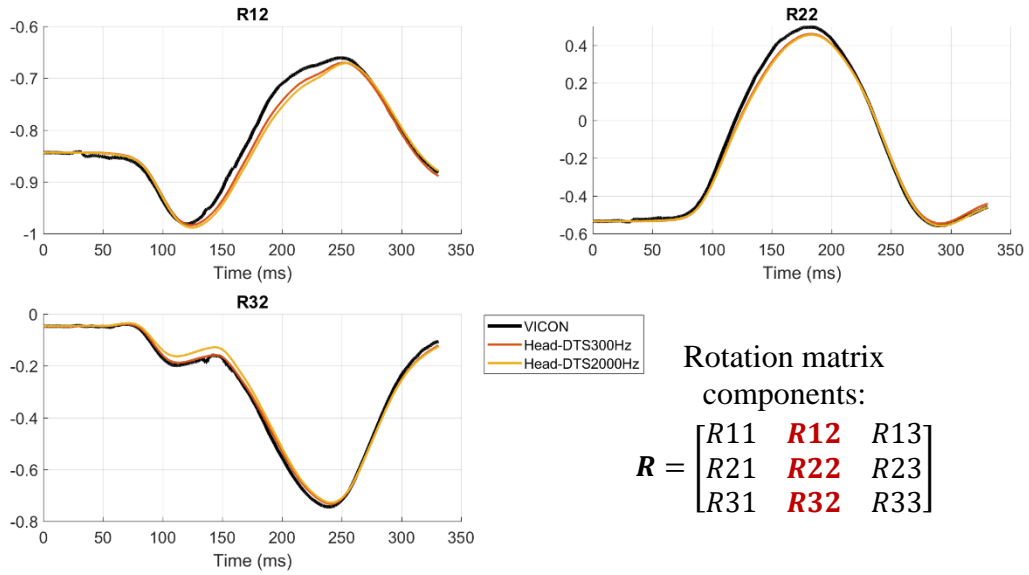 R12
-0.6
-0.7
-0.8
-0.9
-1
0 50 100 150 200 250 300 350
Time (ms)
R22
0.4
0.2
0
-0.2
-0.4
-0.6
0 50 100 150 200 250 300 350
Time (ms)
R32
0
-0.2
-0.4
-0.6
-0.8
0 50 100 150 200 250 300 350
Time (ms)
VICON
Head-DTS300Hz
Head-DTS2000Hz
Rotation matrix
components:
R = [R11 R12 R13
R21 R22 R23
R31 R32 R33]